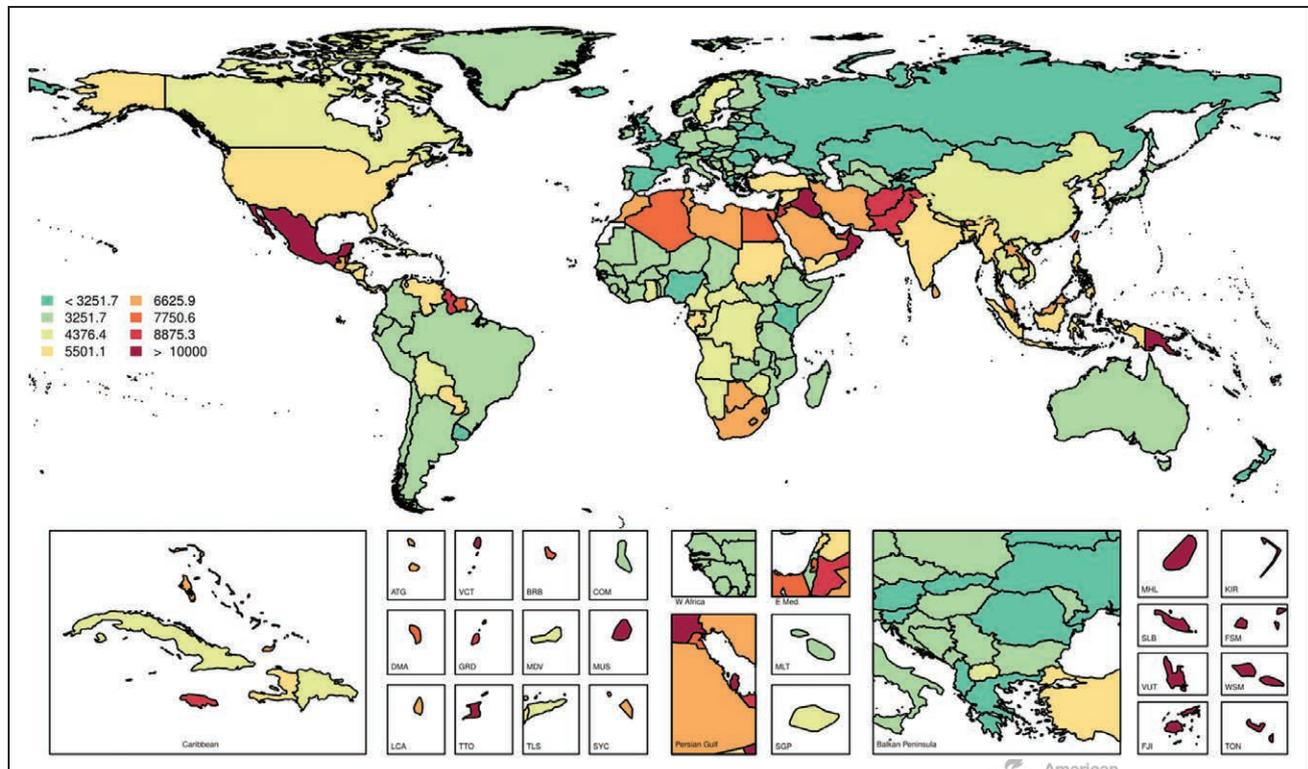 < 3251.7
3251.7
4376.4
5501.1
6625.9
7750.6
8875.3
> 10000
Caribbean
ATG
VCT
BRB
COM
DMA
GRD
MDV
MUS
LCA
TTO
TLS
SYC
W Africa
E Med.
Persian Gulf
MLT
SGP
Balkan Peninsula
MHL
KIR
SLB
FSM
VUT
WSM
FJI
TON
American